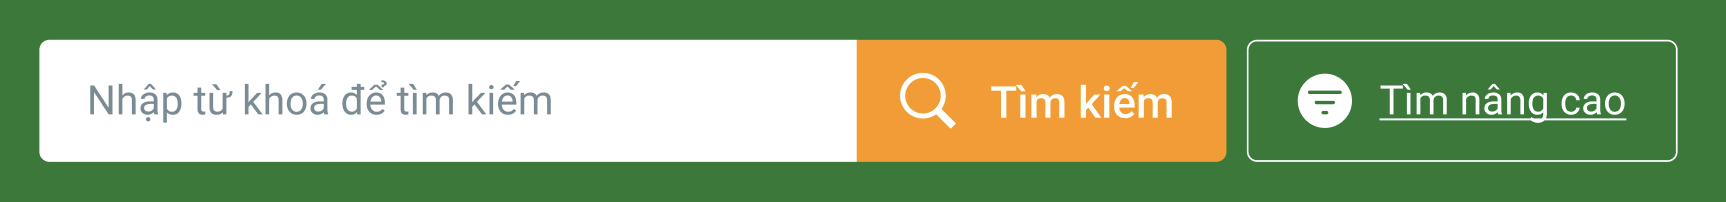 Nhập từ khoá để tìm kiếm
Tìm kiếm
Tìm nâng cao